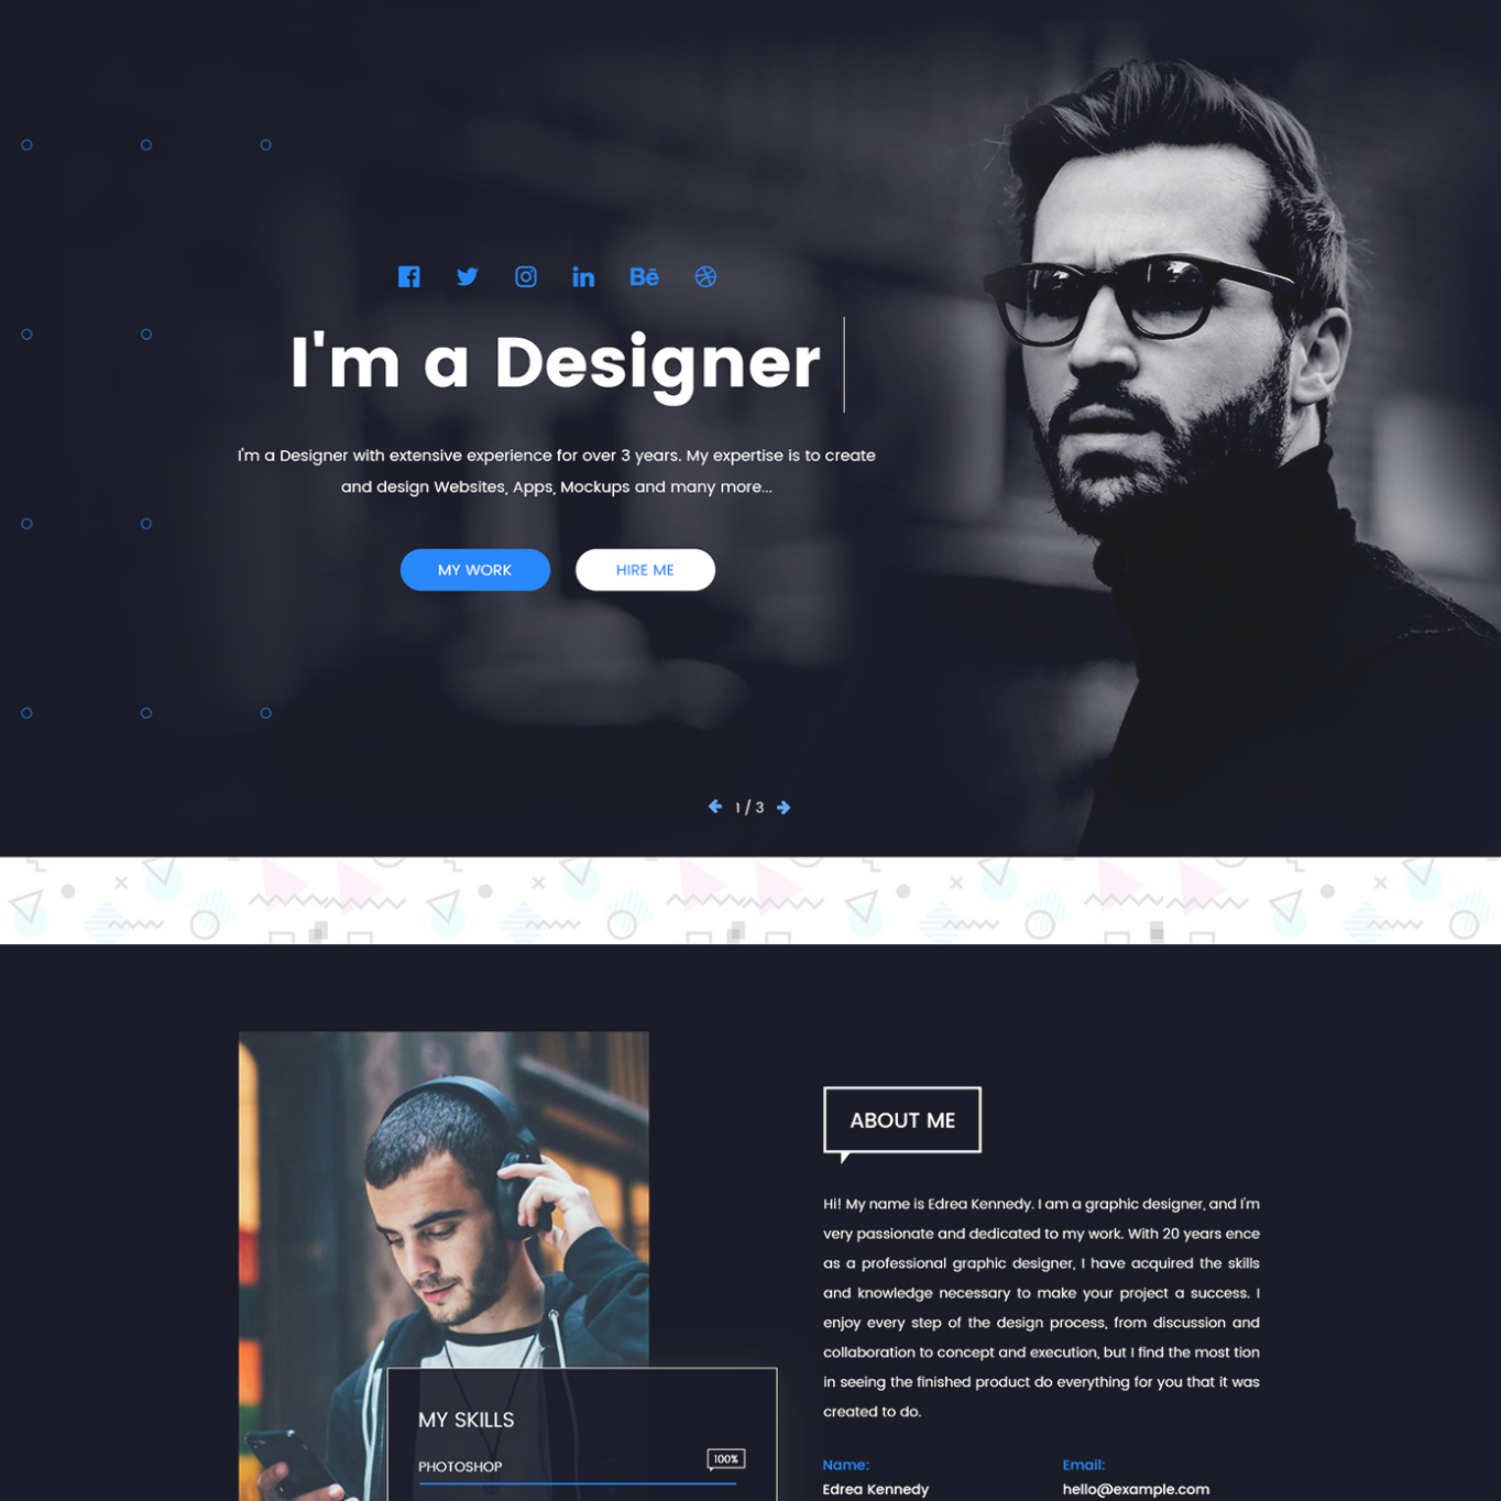 Bē
I'm a Designer
I'm a Designer with extensive experience for over 3 years. My expertise is to create
and design Websites, Apps, Mockups and many more...
MY WORK
HIRE ME
1 / 3
ABOUT ME
Hi! My name is Edrea Kennedy. I am a graphic designer, and I'm
very passionate and dedicated to my work. With 20 years ence
as a professional graphic designer, I have acquired the skills
and knowledge necessary to make your project a success. I
enjoy every step of the design process, from discussion and
collaboration to concept and execution, but I find the most tion
in seeing the finished product do everything for you that it was
created to do.
MY SKILLS
PHOTOSHOP
100%
Name:
Email:
Edrea Kennedy
hello@example.com